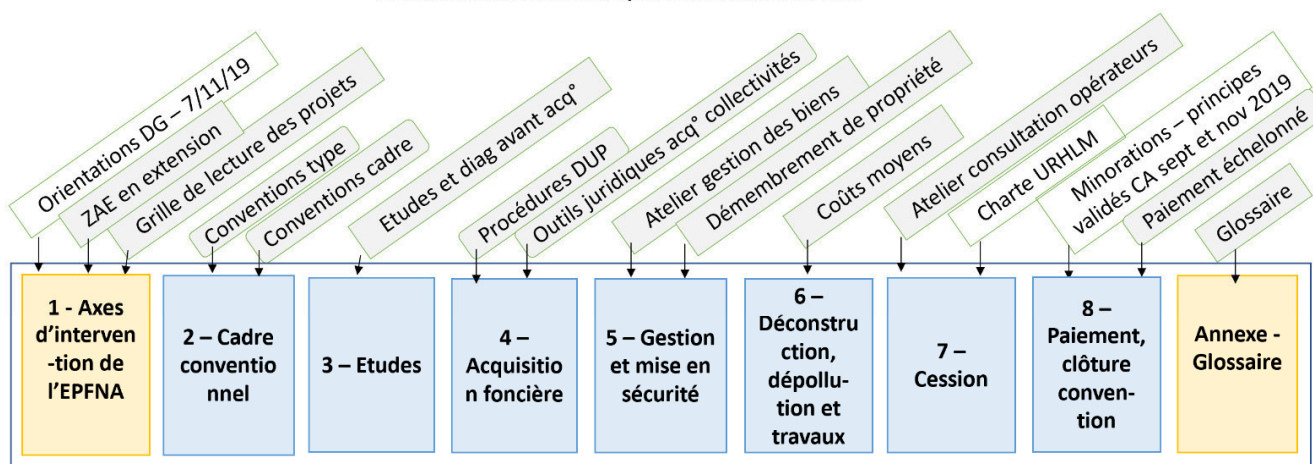 Orientations DG – 7/11/19
ZAE en extension
Grille de lecture des projets
Conventions type
Conventions cadre
Etudes et diag avant acq°
Procédures DUP
Outils juridiques acq° collectivités
Atelier gestion des biens
Démembrement de propriété
Coûts moyens
Atelier consultation opérateurs
Charte URHLM
Minorations – principes
validés CA sept et nov 2019
Paiement échelonné
Glossaire
1 - Axes
d’interven
-tion de
l’EPFNA
2 – Cadre
conventio
nnel
3 – Etudes
4 –
Acquisitio
n foncière
5 – Gestion
et mise en
sécurité
6 –
Déconstru
ction,
dépollu-
tion et
travaux
7 –
Cession
8 –
Paiement,
clôture
conven-
tion
Annexe -
Glossaire